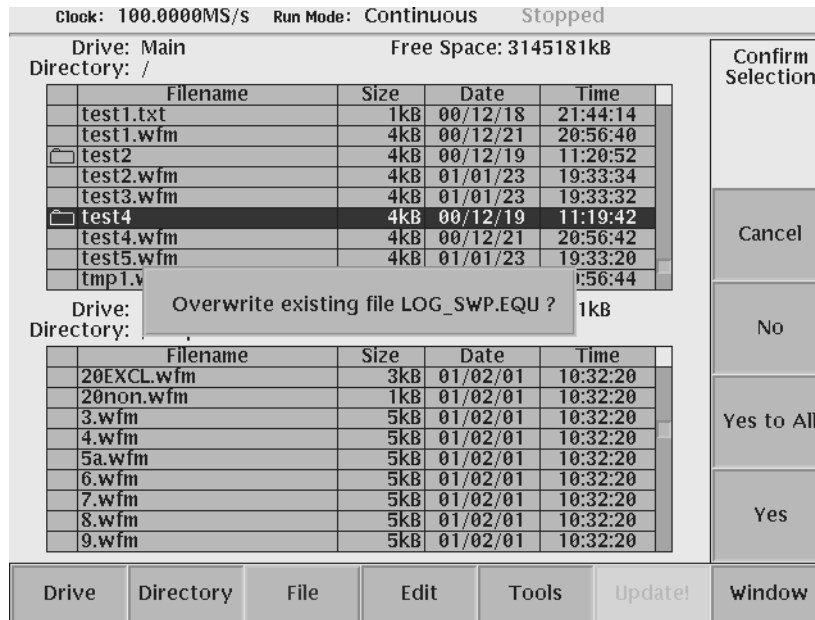 Clock: 100.0000MS/s Run Mode: Continuous Stopped
Drive: Main Free Space: 3145181kB
Directory: /
Filename Size Date Time
test1.txt 1kB 00/12/18 21:44:14
test1.wfm 4kB 00/12/21 20:56:40
test2 4kB 00/12/19 11:20:52
test2.wfm 4kB 01/01/23 19:33:34
test3.wfm 4kB 01/01/23 19:33:32
test4 4kB 00/12/19 11:19:42
test4.wfm 4kB 00/12/21 20:56:42
test5.wfm 4kB 01/01/23 19:33:20
tmp1. :56:44
Overwrite existing file LOG_SWP.EQU ?
Drive: 1kB
Directory: /
Filename Size Date Time
20EXCL.wfm 3kB 01/02/01 10:32:20
20non.wfm 1kB 01/02/01 10:32:20
3.wfm 5kB 01/02/01 10:32:20
4.wfm 5kB 01/02/01 10:32:20
5a.wfm 5kB 01/02/01 10:32:20
6.wfm 5kB 01/02/01 10:32:20
7.wfm 5kB 01/02/01 10:32:20
8.wfm 5kB 01/02/01 10:32:20
9.wfm 5kB 01/02/01 10:32:20
Confirm
Selection
Cancel
No
Yes to All
Yes
Drive Directory File Edit Tools Update! Window